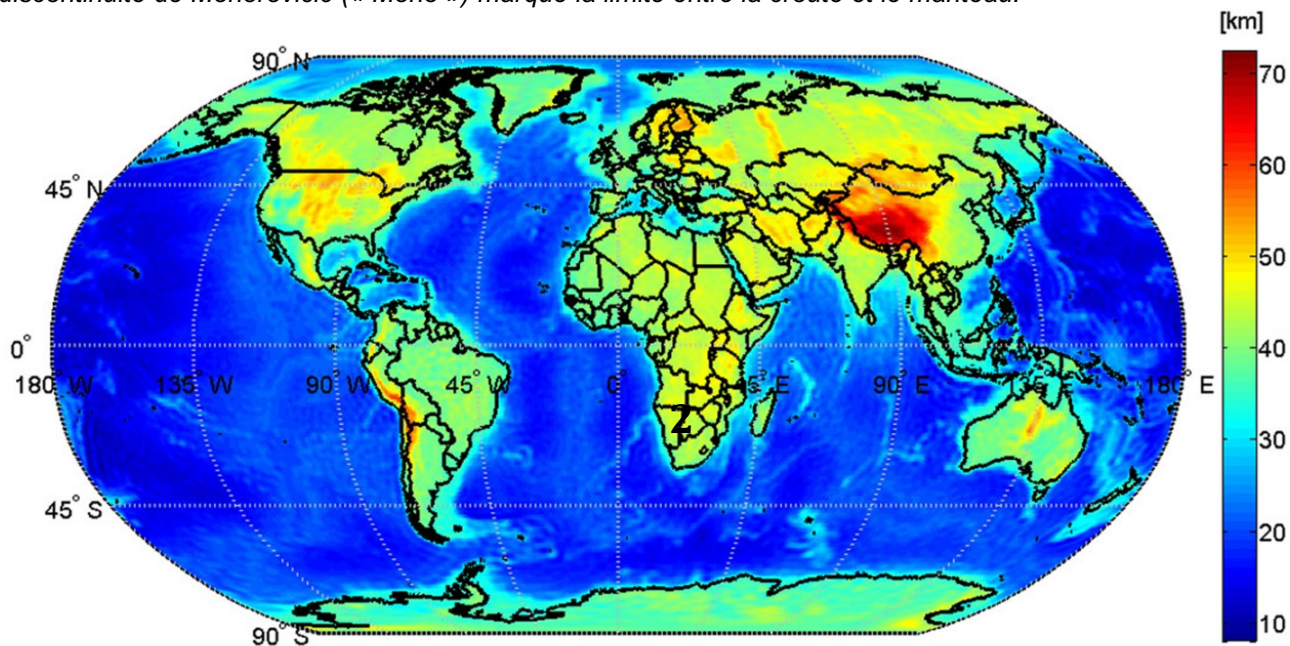 discontinuité de Mohorovicic (« Moho ») marque la limite entre la croûte et le manteau.
[km]
90° N
70
60
45° N
50
40
0°
180° W 135° W 90° W 45° W 0° 45° E 90° E 135° E 180° E
2
30
45° S
20
10
90° S